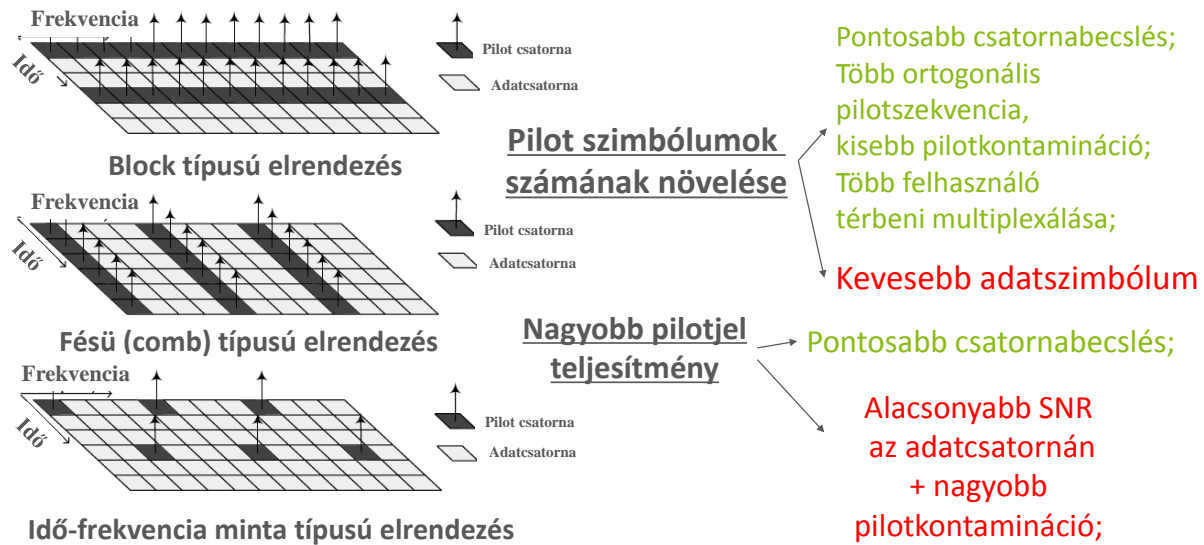 Frekvencia
Idő
Pilot csatorna
Adatcsatorna
Block típusú elrendezés
Frekvencia
Idő
Pilot csatorna
Adatcsatorna
Fésü (comb) típusú elrendezés
Frekvencia
Idő
Pilot csatorna
Adatcsatorna
Idő-frekvencia minta típusú elrendezés
Pilot szimbólumok
számának növelése
Pontosabb csatornabecslés;
Több ortogonális
pilotszekvencia,
kisebb pilotkontamináció;
Több felhasználó
térbeni multiplexálása;
Kevesebb adatszimbólum
Nagyobb pilotjel
teljesítmény
Pontosabb csatornabecslés;
Alacsonyabb SNR
az adatcsatornán
+ nagyobb
pilotkontamináció;